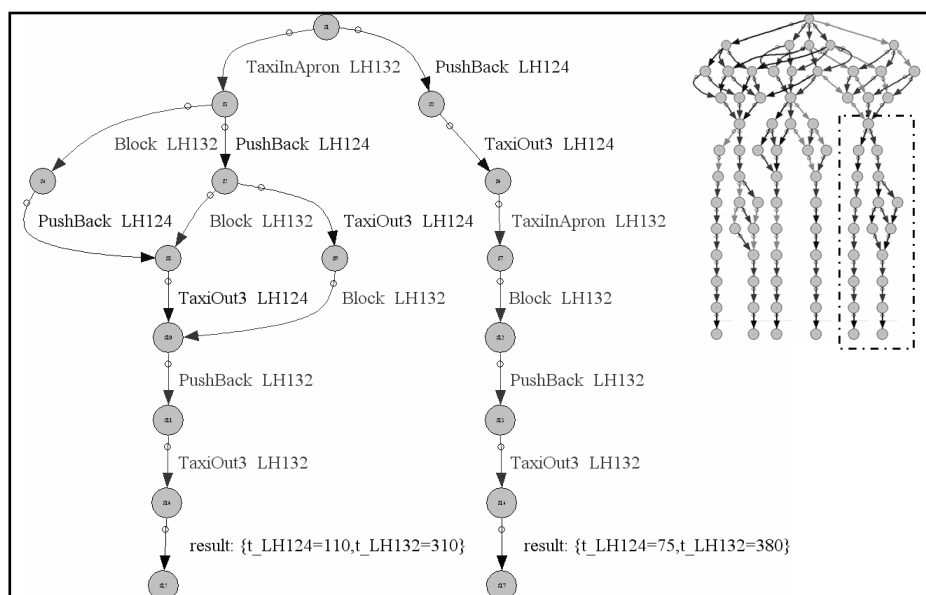 TaxiInApron LH132
PushBack LH124
Block LH132
PushBack LH124
TaxiOut3 LH124
PushBack LH124
Block LH132
TaxiOut3 LH124
TaxiInApron LH132
TaxiOut3 LH124
Block LH132
Block LH132
PushBack LH132
PushBack LH132
TaxiOut3 LH132
TaxiOut3 LH132
result: {t_LH124=110,t_LH132=310}
result: {t_LH124=75,t_LH132=380}